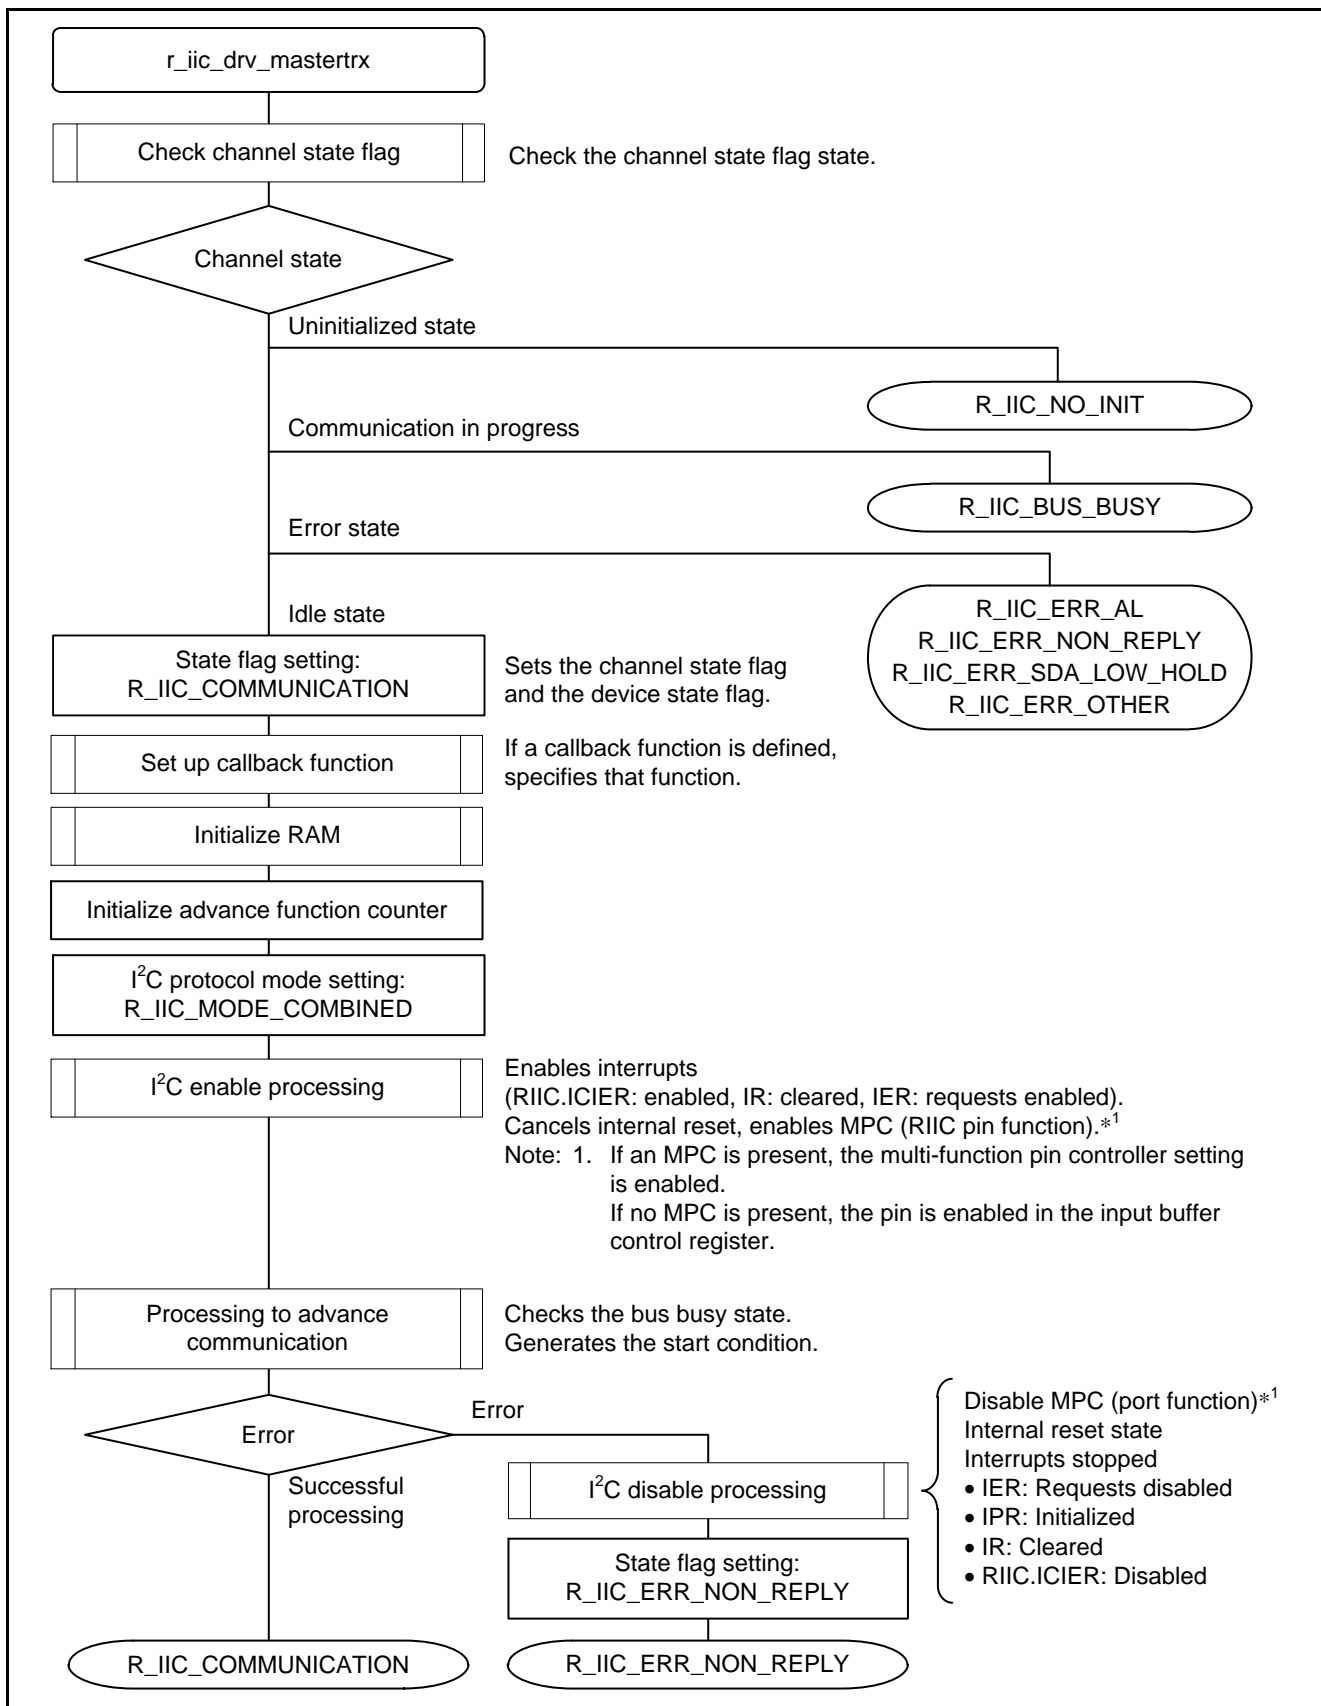 r_iic_drv_mastertrx
Check channel state flag
Check the channel state flag state.
Channel state
Uninitialized state
R_IIC_NO_INIT
Communication in progress
R_IIC_BUS_BUSY
Error state
R_IIC_ERR_AL
R_IIC_ERR_NON_REPLY
R_IIC_ERR_SDA_LOW_HOLD
R_IIC_ERR_OTHER
Idle state
State flag setting:
R_IIC_COMMUNICATION
Sets the channel state flag
and the device state flag.
Set up callback function
If a callback function is defined,
specifies that function.
Initialize RAM
Initialize advance function counter
I²C protocol mode setting:
R_IIC_MODE_COMBINED
I²C enable processing
Enables interrupts
(RIIC.ICIER: enabled, IR: cleared, IER: requests enabled).
Cancels internal reset, enables MPC (RIIC pin function).*¹
Note: 1. If an MPC is present, the multi-function pin controller setting
is enabled.
If no MPC is present, the pin is enabled in the input buffer
control register.
Processing to advance
communication
Checks the bus busy state.
Generates the start condition.
Error
Error
Successful
processing
I²C disable processing
Disable MPC (port function)*¹
Internal reset state
Interrupts stopped
• IER: Requests disabled
• IPR: Initialized
• IR: Cleared
• RIIC.ICIER: Disabled
State flag setting:
R_IIC_ERR_NON_REPLY
R_IIC_COMMUNICATION
R_IIC_ERR_NON_REPLY